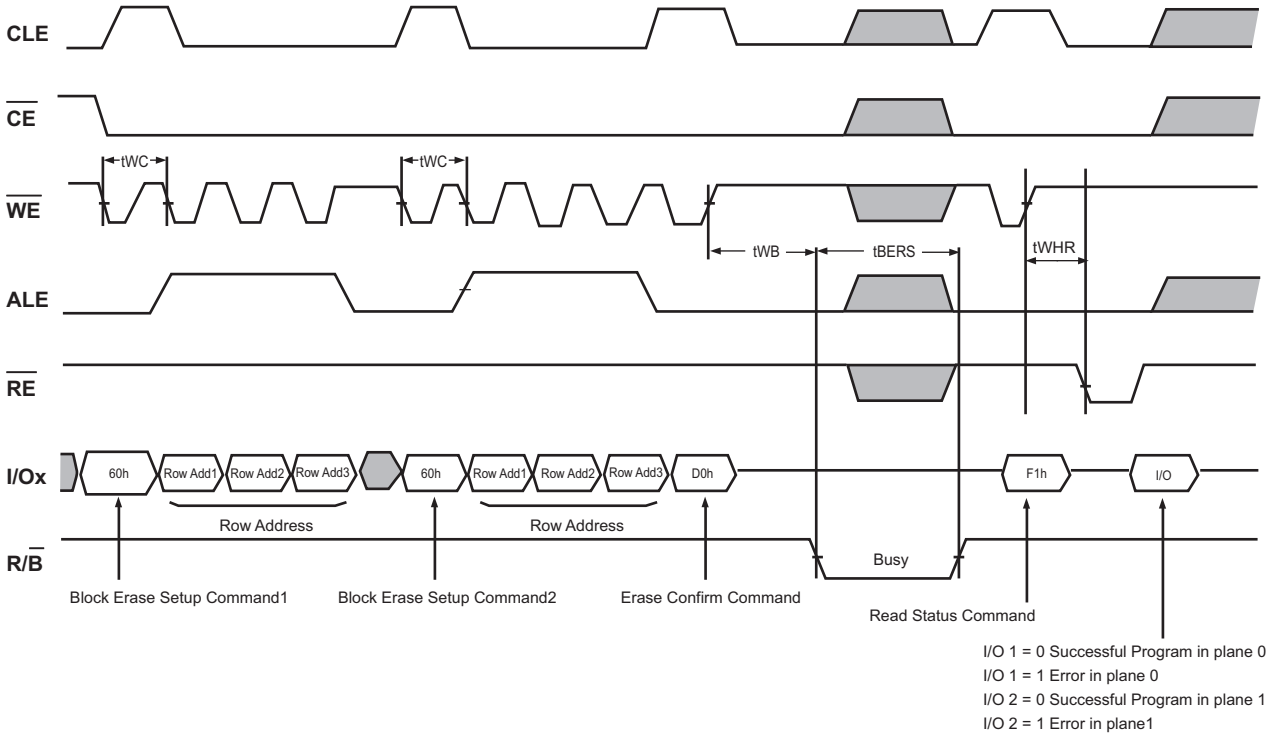 CLE
CE
tWC tWC
WE
tWB tBERS tWHR
ALE
RE
I/Ox 60h Row Add1 Row Add2 Row Add3 60h Row Add1 Row Add2 Row Add3 D0h F1h I/O
Row Address Row Address
R/B Busy
Block Erase Setup Command1 Block Erase Setup Command2 Erase Confirm Command
Read Status Command
I/O 1 = 0 Successful Program in plane 0
I/O 1 = 1 Error in plane 0
I/O 2 = 0 Successful Program in plane 1
I/O 2 = 1 Error in plane1